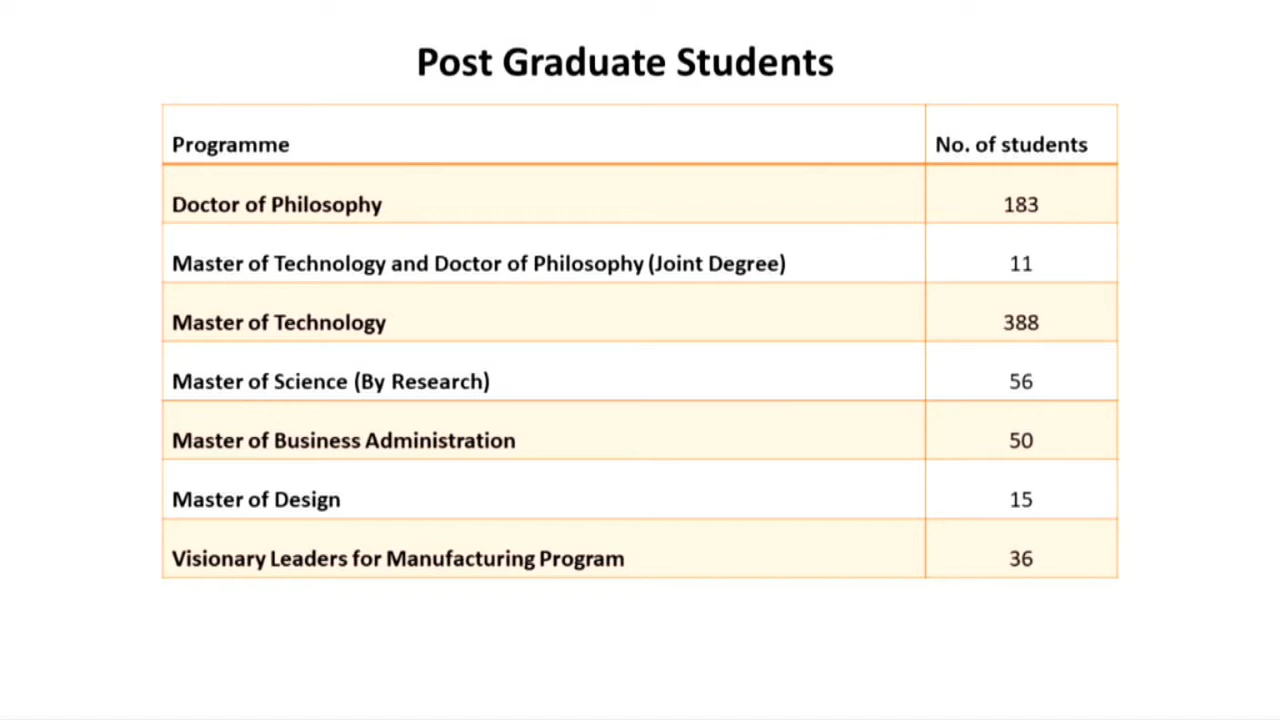 Post Graduate Students
Programme No. of students
Doctor of Philosophy 183
Master of Technology and Doctor of Philosophy (Joint Degree) 11
Master of Technology 388
Master of Science (By Research) 56
Master of Business Administration 50
Master of Design 15
Visionary Leaders for Manufacturing Program 36